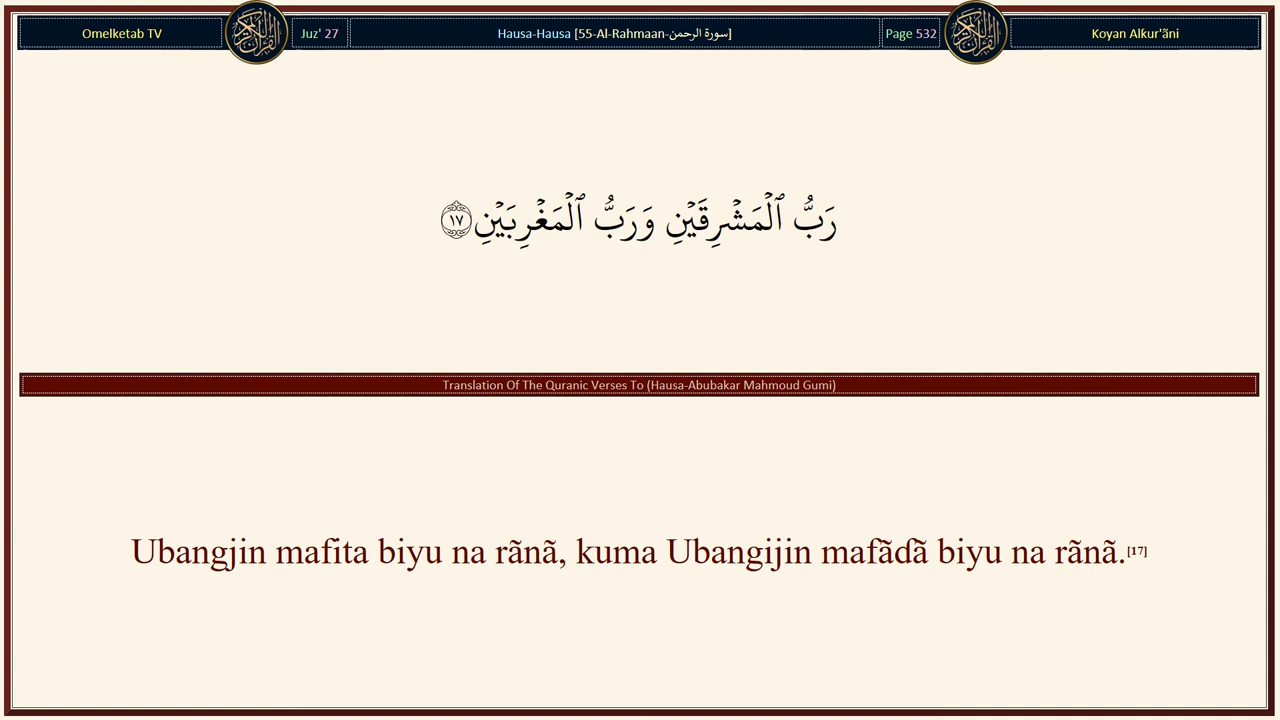 Omelketab TV
Juz' 27
Hausa-Hausa [55-Al-Rahmaan-سورة الرحمن]
Page 532
Koyan Alƙur'ãni
رَبُّ ٱلۡمَشۡرِقَيۡنِ وَرَبُّ ٱلۡمَغۡرِبَيۡنِ ١٧
Translation Of The Quranic Verses To (Hausa-Abubakar Mahmoud Gumi)
Ubangjin mafita biyu na rãnã, kuma Ubangijin mafãɗã biyu na rãnã.[17]